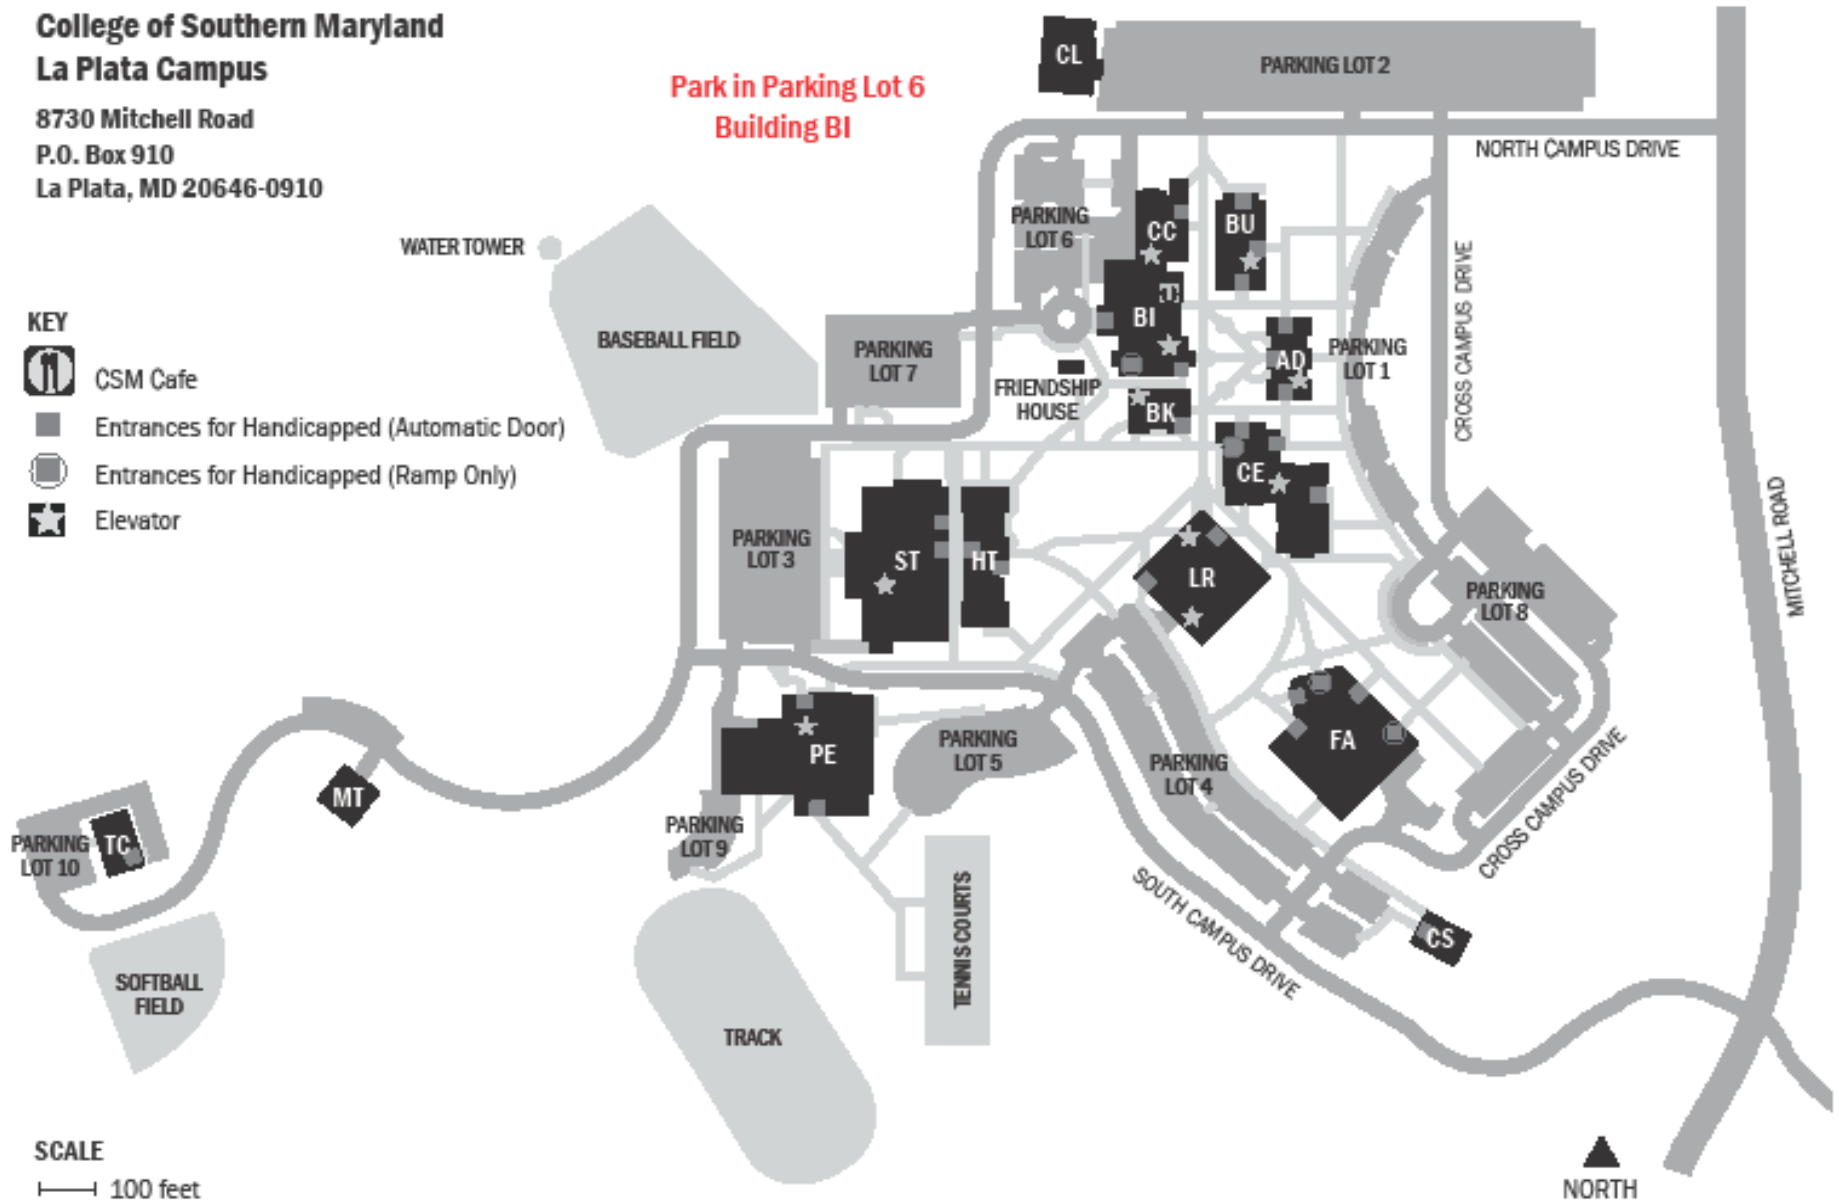 College of Southern Maryland
La Plata Campus
8730 Mitchell Road
P.O. Box 910
La Plata, MD 20646-0910
Park in Parking Lot 6
Building BI
CL
PARKING LOT 2
NORTH CAMPUS DRIVE
WATER TOWER
PARKING
LOT 6
CC
BU
BASEBALL FIELD
KEY
CSM Cafe
Entrances for Handicapped (Automatic Door)
Entrances for Handicapped (Ramp Only)
Elevator
PARKING
LOT 7
BI
AD
PARKING
LOT 1
CROSS CAMPUS DRIVE
FRIENDSHIP
HOUSE
BK
CE
MITCHELL ROAD
PARKING
LOT 3
ST
HT
LR
PARKING
LOT 8
PE
PARKING
LOT 5
PARKING
LOT 4
FA
CROSS CAMPUS DRIVE
MT
PARKING
LOT 10
TC
PARKING
LOT 9
SOUTH CAMPUS DRIVE
CS
TENNIS COURTS
SOFTBALL
FIELD
TRACK
SCALE
100 feet
NORTH